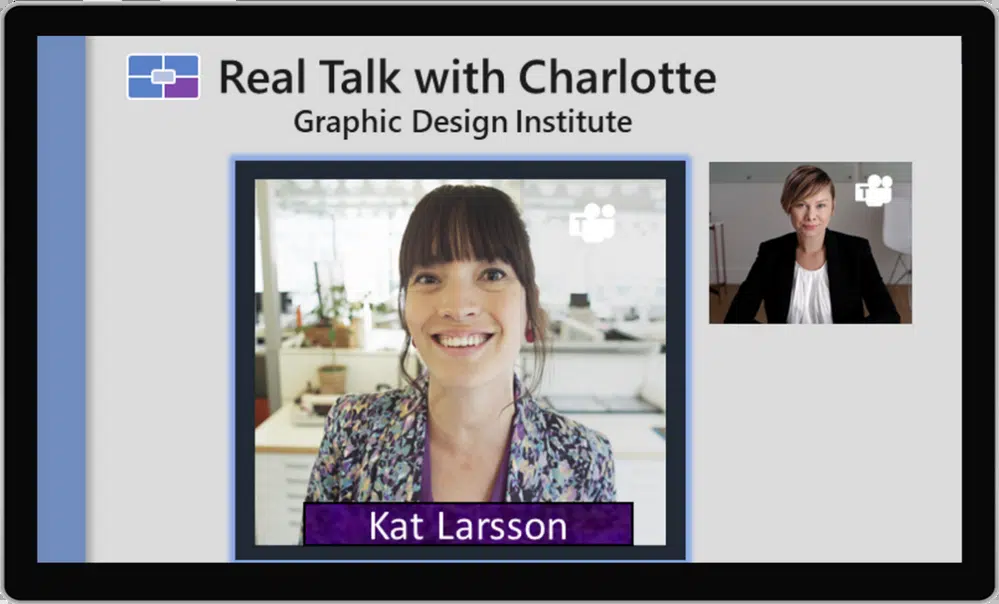 Real Talk with Charlotte
Graphic Design Institute
T
T
Kat Larsson